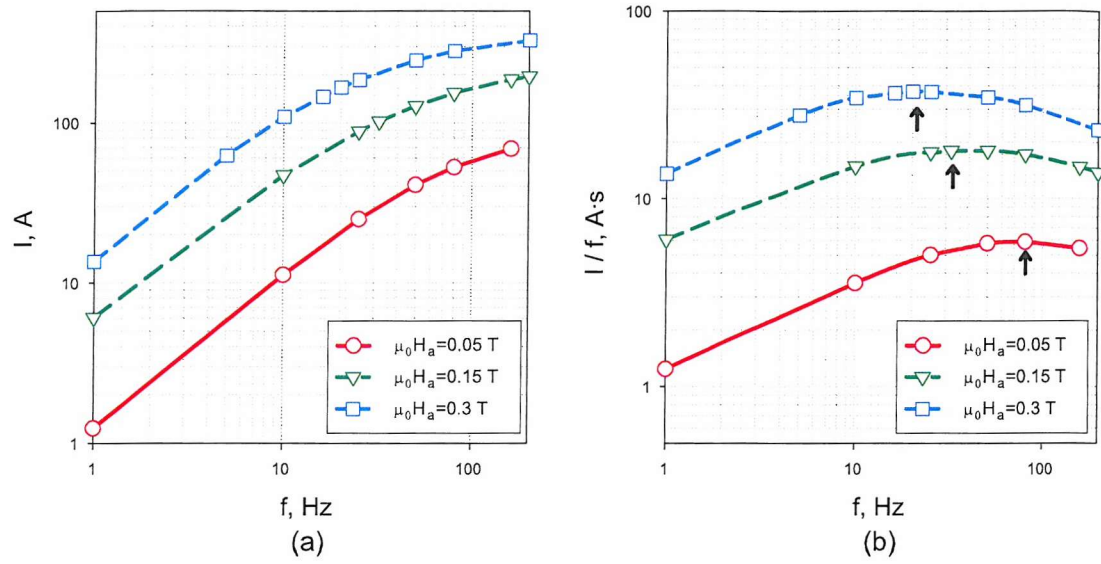 I, A
100
10
1
1
10
100
f, Hz
(a)
μ₀Hₐ=0.05 T
μ₀Hₐ=0.15 T
μ₀Hₐ=0.3 T
I / f, A·s
100
10
1
1
10
100
f, Hz
(b)
μ₀Hₐ=0.05 T
μ₀Hₐ=0.15 T
μ₀Hₐ=0.3 T